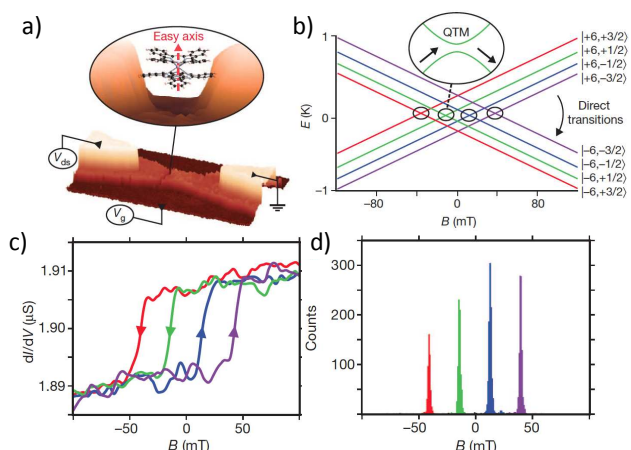 a)
Easy axis
Vds
Vg
b)
QTM
|+6,+3/2⟩
|+6,+1/2⟩
|+6,−1/2⟩
|+6,−3/2⟩
Direct
transitions
|−6,−3/2⟩
|−6,−1/2⟩
|−6,+1/2⟩
|−6,+3/2⟩
E (K)
1
0
−1
−80
0
80
B (mT)
c)
dI/dV (µS)
1.91
1.90
1.89
−50
0
50
B (mT)
d)
Counts
300
200
100
0
−50
0
50
B (mT)